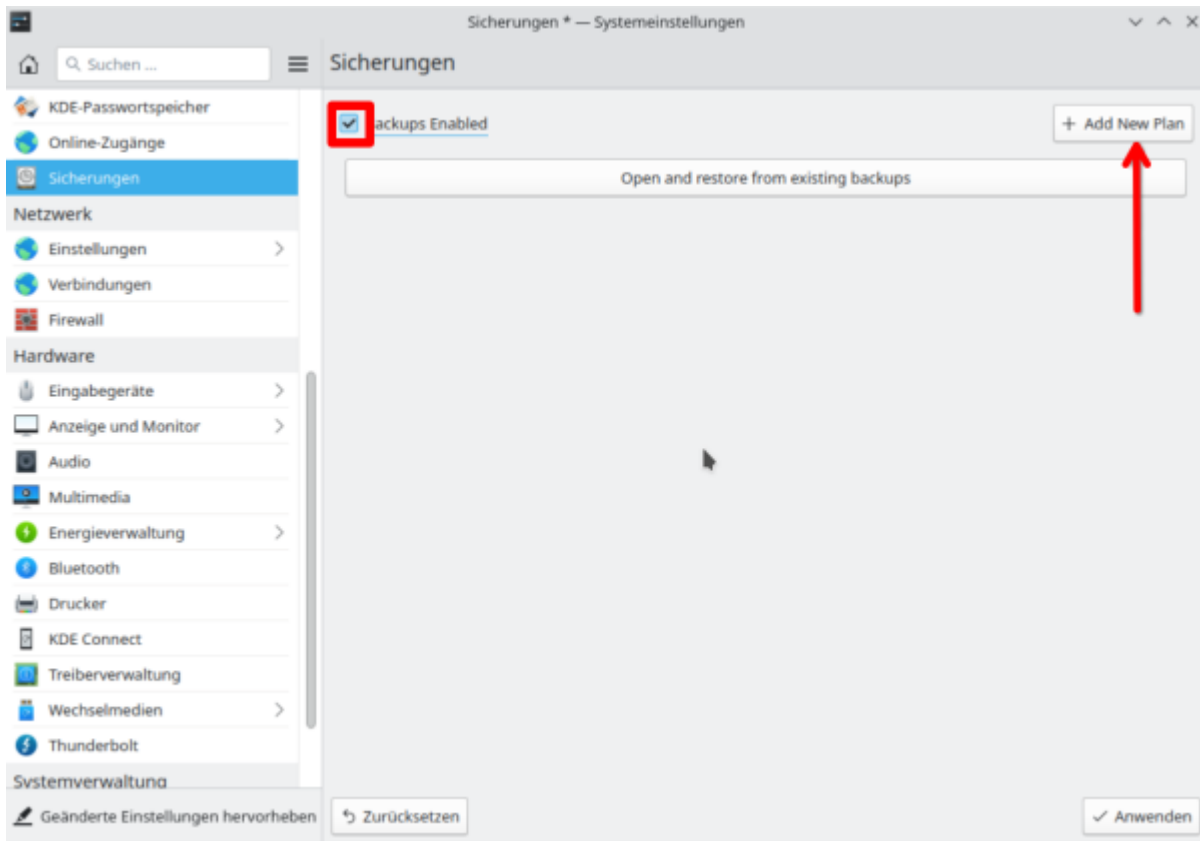 Sicherungen * — Systemeinstellungen
Suchen ...
Sicherungen
KDE-Passwortspeicher
Online-Zugänge
Sicherungen
Netzwerk
Einstellungen
Verbindungen
Firewall
Hardware
Eingabegeräte
Anzeige und Monitor
Audio
Multimedia
Energieverwaltung
Bluetooth
Drucker
KDE Connect
Treiberverwaltung
Wechselmedien
Thunderbolt
Systemverwaltung
Geänderte Einstellungen hervorheben
ackups Enabled
+ Add New Plan
Open and restore from existing backups
Zurücksetzen
Anwenden